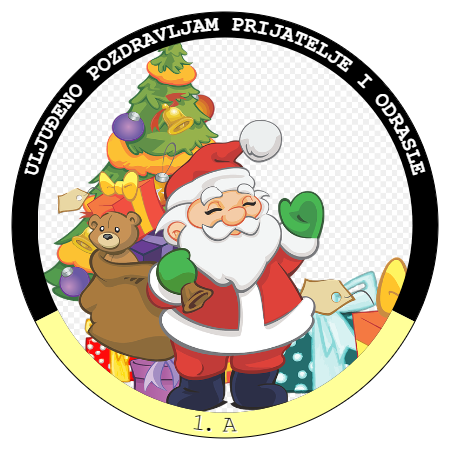 ULJUĐENO POZDRAVLJAM PRIJATELJE I ODRASLE
1. A